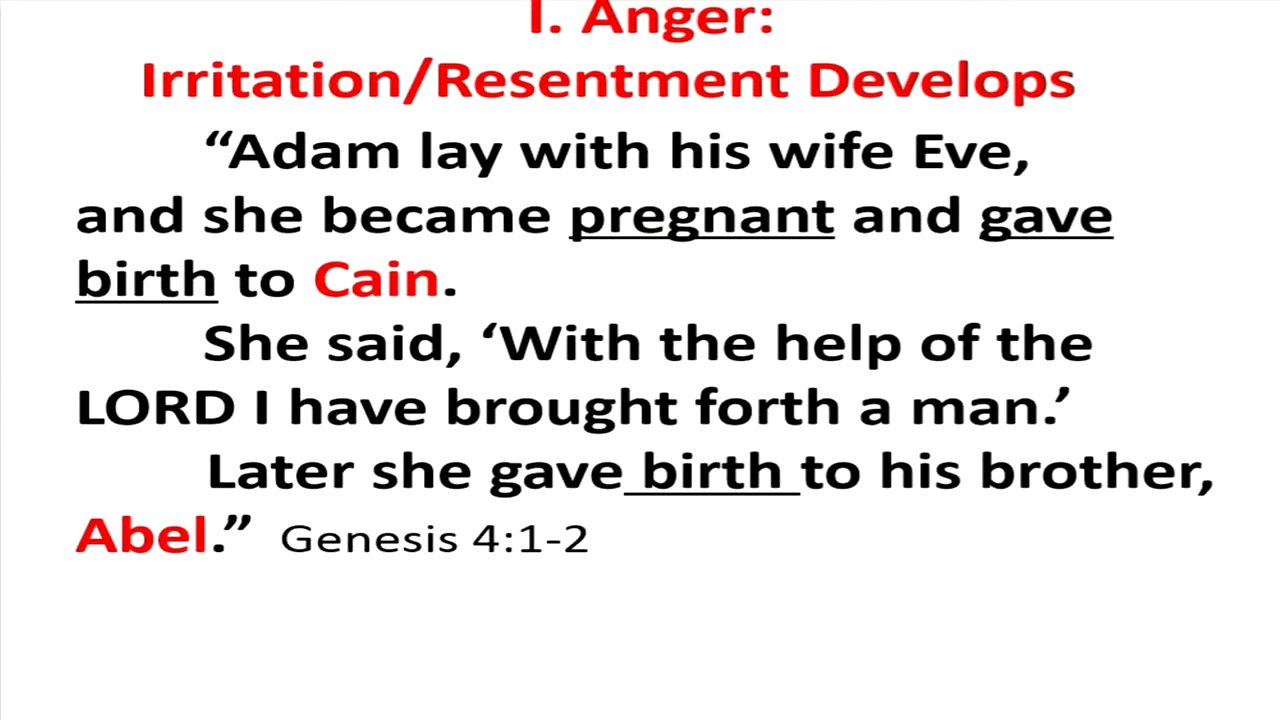 I. Anger:
Irritation/Resentment Develops
“Adam lay with his wife Eve,
and she became pregnant and gave
birth to Cain.
She said, ‘With the help of the
LORD I have brought forth a man.’
Later she gave birth to his brother,
Abel.” Genesis 4:1-2